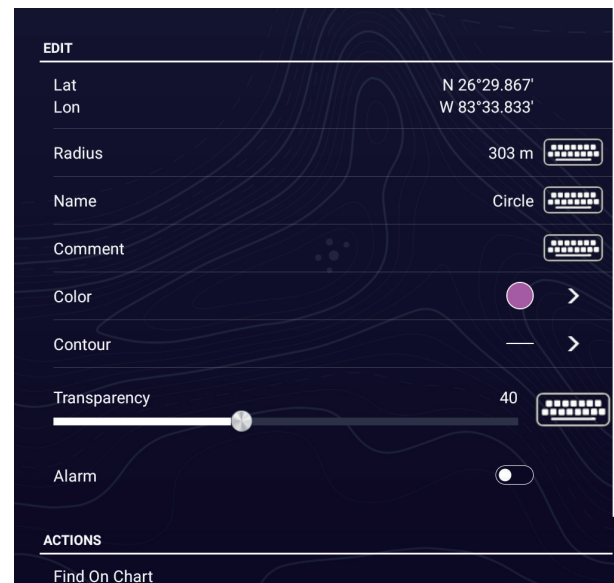 EDIT
Lat N 26°29.867'
Lon W 83°33.833'
Radius 303 m
Name Circle
Comment
Color
Contour
Transparency 40
Alarm
ACTIONS
Find On Chart